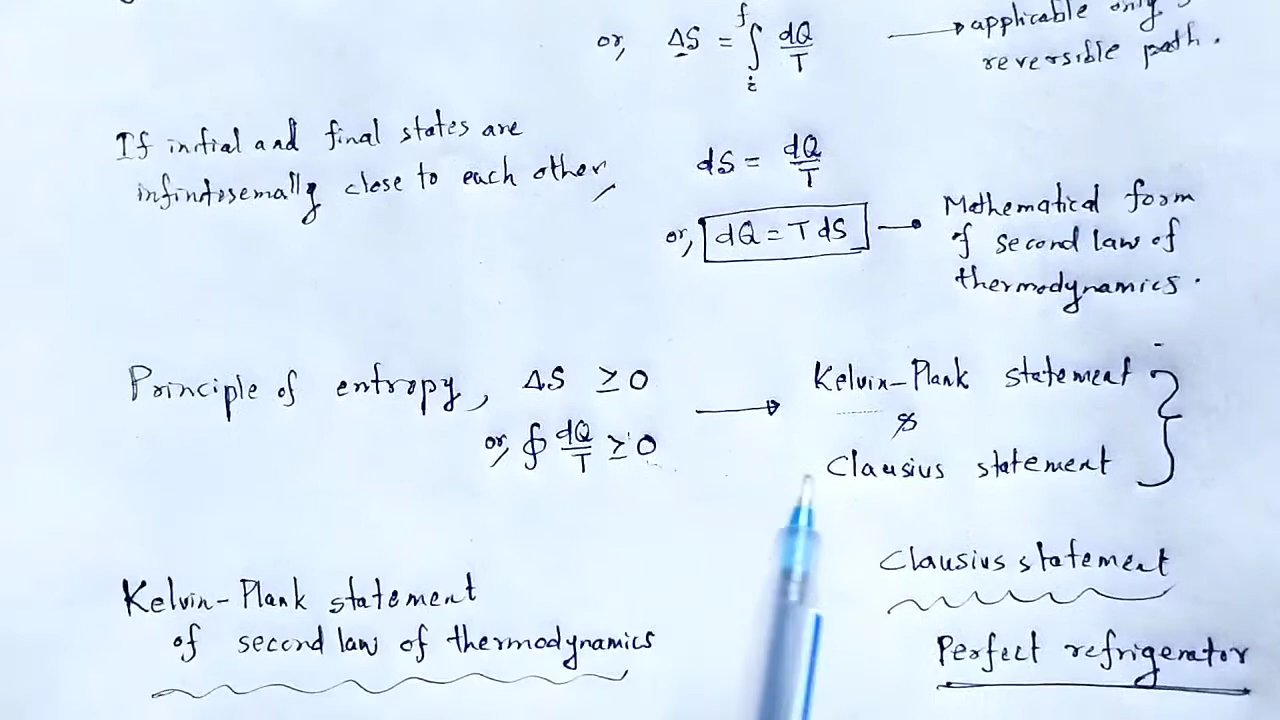 or, ΔS = ∫_i^f dQ/T → applicable only
reversible path.
If initial and final states are
infinitosemally close to each other,
dS = dQ/T
or, dQ = T dS → Mathematical form
of second law of
thermodynamics.
Principle of entropy, ΔS ≥ 0 → Kelvin-Plank statement
&
or, ∮ dQ/T ≥ 0
Clausius statement
Kelvin-Plank statement
of second law of thermodynamics
Clausius statement
Perfect refrigerator